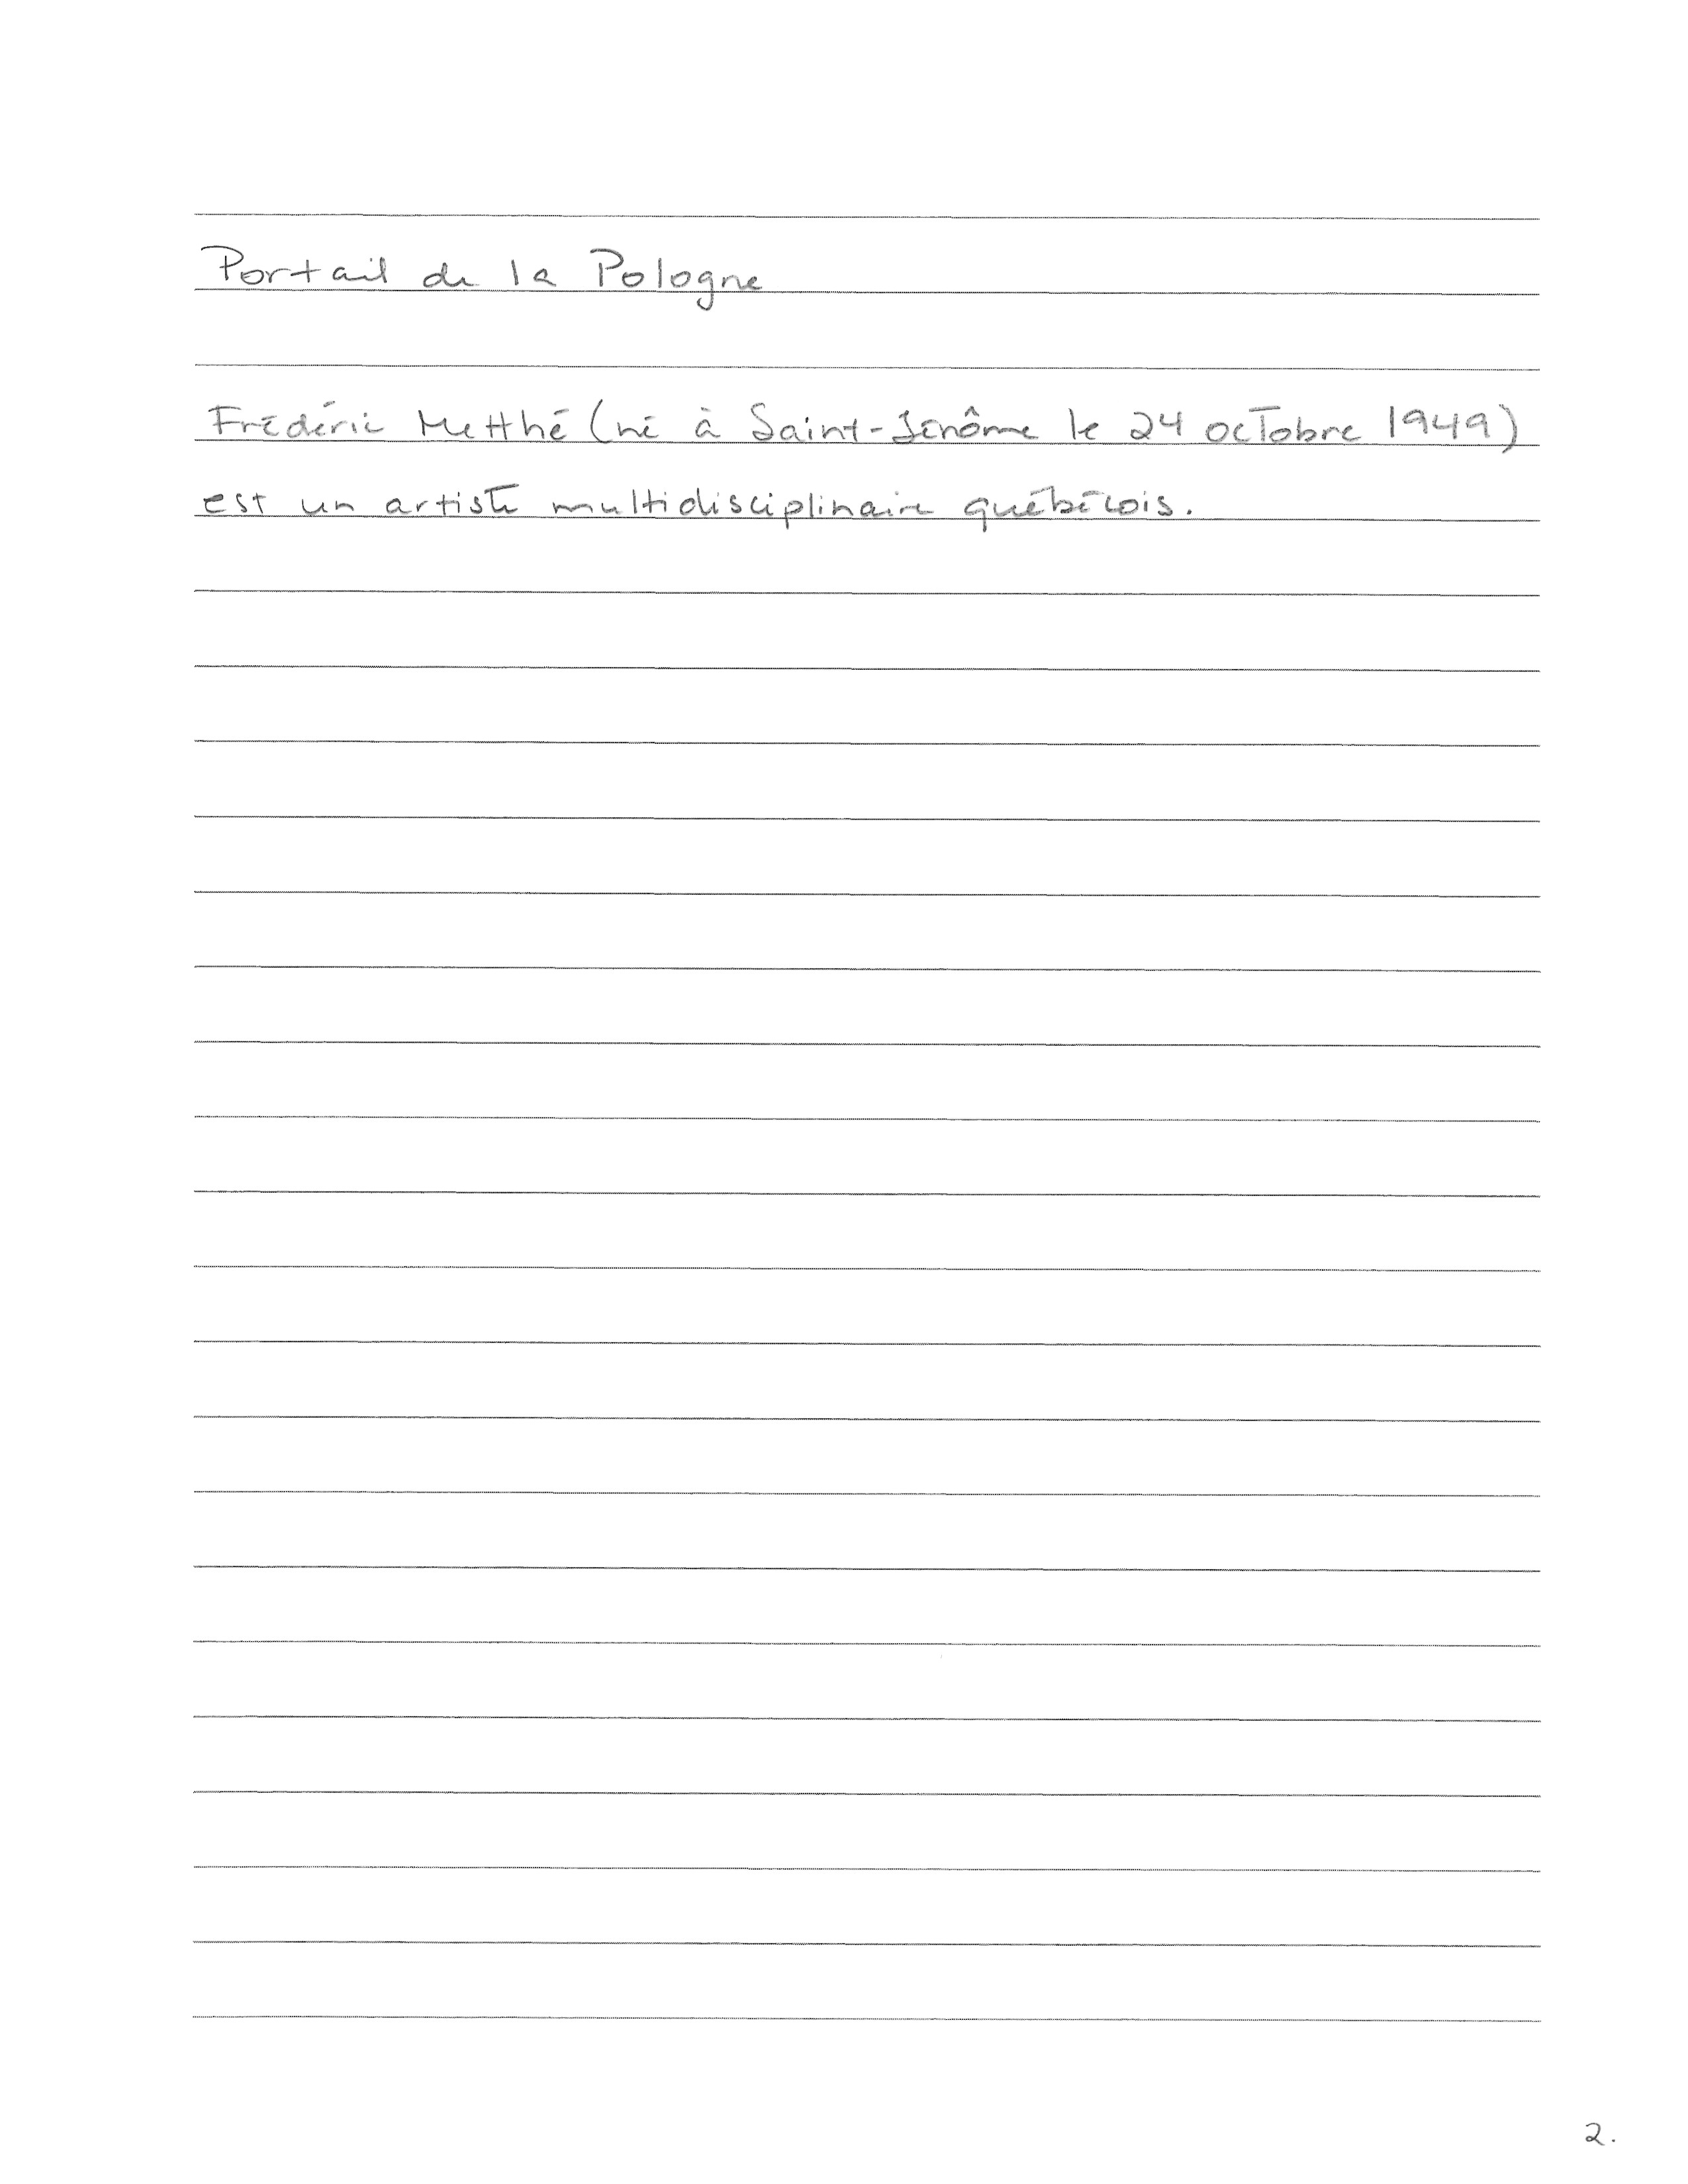 Portail de la Pologne
Frédéric Metthé (né à Saint-Jérôme le 24 octobre 1949)
est un artiste multidisciplinaire québécois.
2.